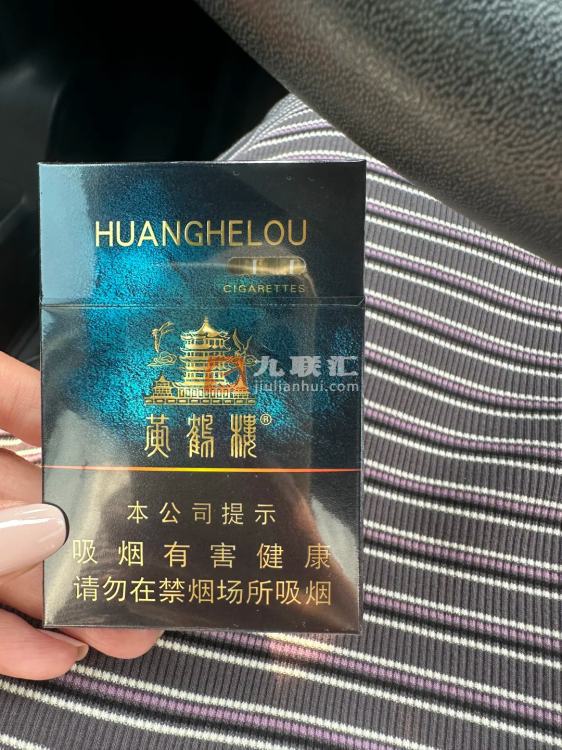 HUANGHELOU
CIGARETTES
九联汇
jiulianhui.com
黄鹤楼®
本公司提示
吸烟有害健康
请勿在禁烟场所吸烟